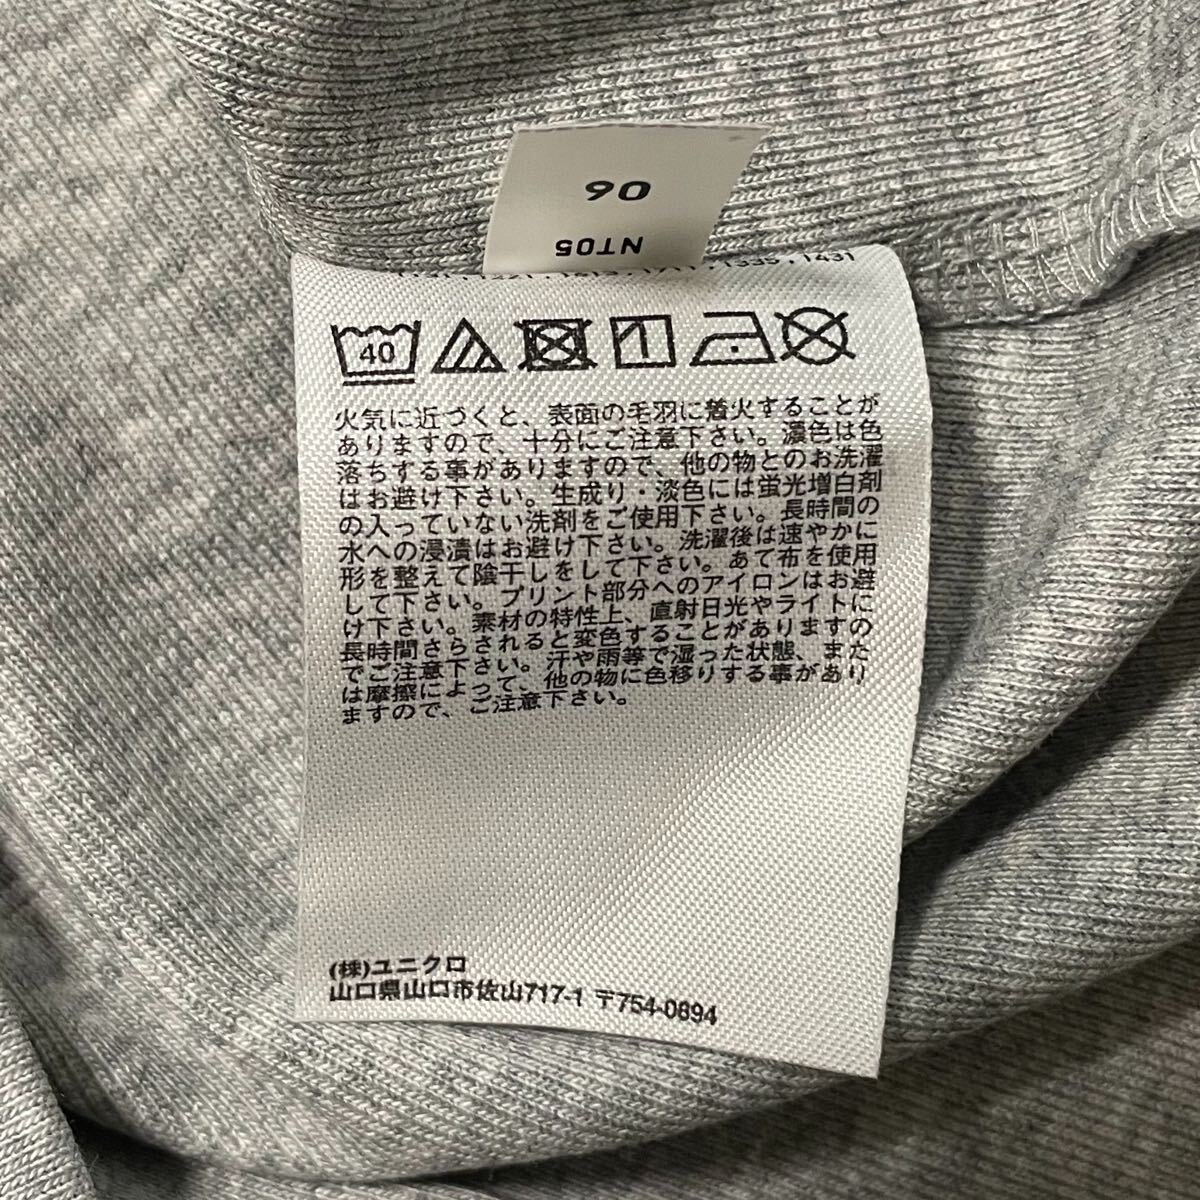 90
NT05
40
火気に近づくと、表面の毛羽に着火することが
ありますので、十分にご注意下さい。濃色は色
落ちする事がありますので、他の物とのお洗濯
はお避け下さい。生成り・淡色には蛍光増白剤
の入っていない洗剤をご使用下さい。長時間の
水への浸漬はお避け下さい。洗濯後は速やかに
形を整えて陰干しをして下さい。あて布を使用
して下さい。プリント部分へのアイロンはお避
け下さい。素材の特性上、直射日光やライトに
長時間さらされると変色することがありますの
でご注意下さい。汗や雨等で湿った状態、また
は摩擦によって、他の物に色移りする事があり
ますので、ご注意下さい。
(株)ユニクロ
山口県山口市佐山717-1 〒754-0894